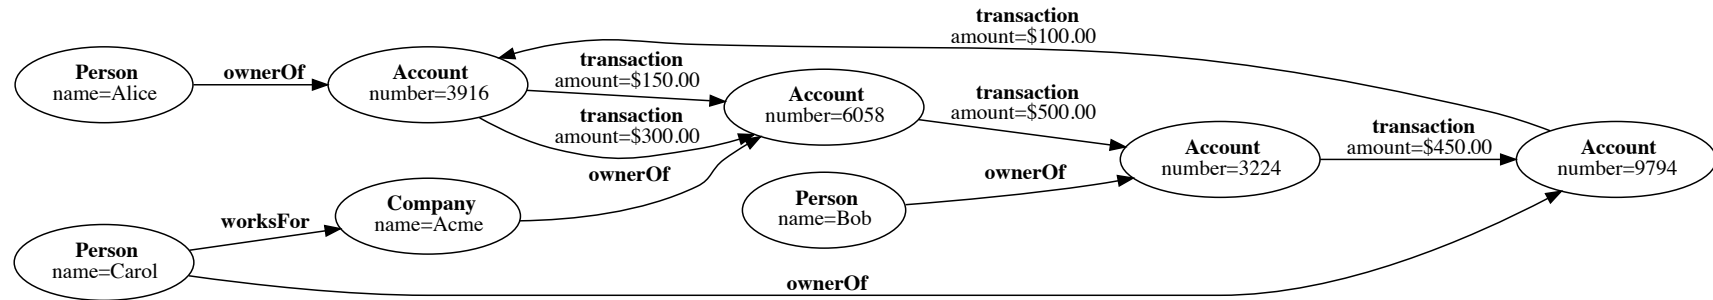 transaction
amount=$100.00
Person
name=Alice
ownerOf
Account
number=3916
transaction
amount=$150.00
transaction
amount=$300.00
Account
number=6058
transaction
amount=$500.00
Account
number=3224
transaction
amount=$450.00
Account
number=9794
ownerOf
Person
name=Bob
ownerOf
Company
name=Acme
worksFor
Person
name=Carol
ownerOf